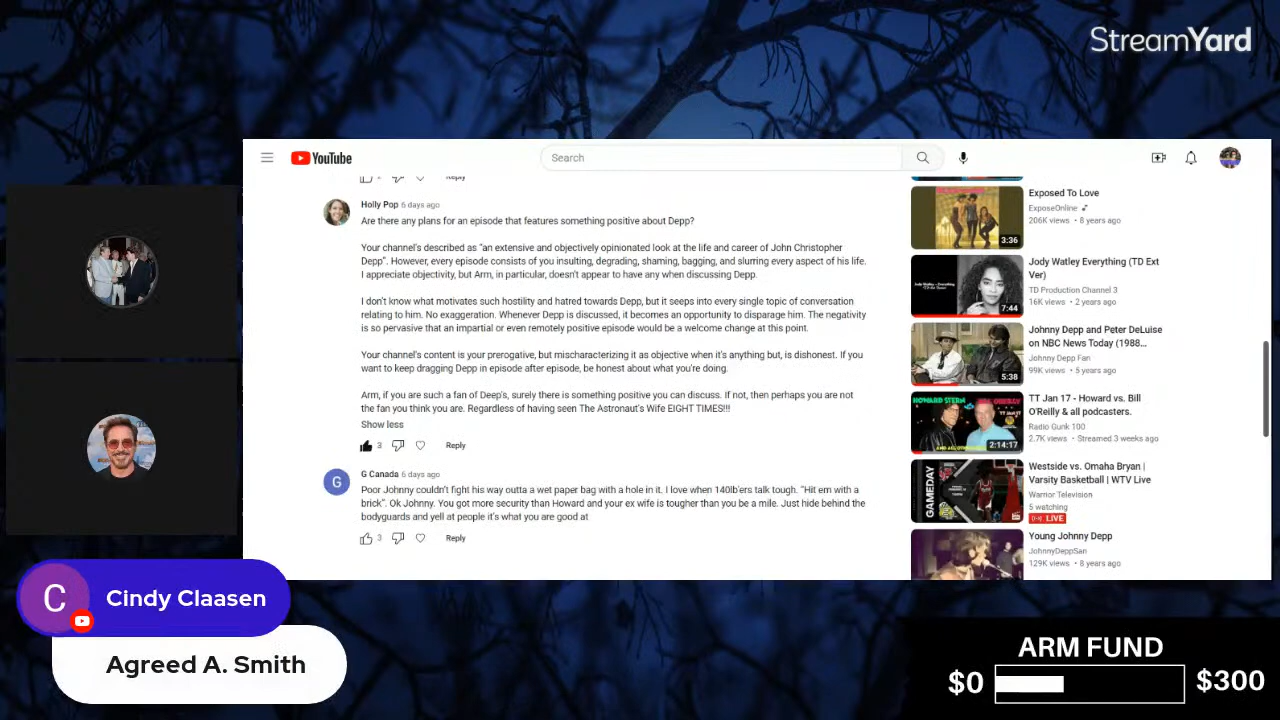 StreamYard
YouTube
Search
Reply
Holly Pop 6 days ago
Are there any plans for an episode that features something positive about Depp?
Your channel's described as "an extensive and objectively opinionated look at the life and career of John Christopher
Depp". However, every episode consists of you insulting, degrading, shaming, bagging, and slurring every aspect of his life.
I appreciate objectivity, but Arm, in particular, doesn't appear to have any when discussing Depp.
I don't know what motivates such hostility and hatred towards Depp, but it seeps into every single topic of conversation
relating to him. No exaggeration. Whenever Depp is discussed, it becomes an opportunity to disparage him. The negativity
is so pervasive that an impartial or even remotely positive episode would be a welcome change at this point.
Your channel's content is your prerogative, but mischaracterizing it as objective when it's anything but, is dishonest. If you
want to keep dragging Depp in episode after episode, be honest about what you're doing.
Arm, if you are such a fan of Deep's, surely there is something positive you can discuss. If not, then perhaps you are not
the fan you think you are. Regardless of having seen The Astronaut's Wife EIGHT TIMES!!!
Show less
3 Reply
G
G Canada 6 days ago
Poor Johnny couldn't fight his way outta a wet paper bag with a hole in it. I love when 140lb'ers talk tough. "Hit em with a
brick". Ok Johnny. You got more security than Howard and your ex wife is tougher than you be a mile. Just hide behind the
bodyguards and yell at people it's what you are good at
3 Reply
Exposed To Love
ExposeOnline
206K views • 8 years ago
3:36
Jody Watley Everything (TD Ext
Ver)
TD Production Channel 3
16K views • 2 years ago
7:44
Johnny Depp and Peter DeLuise
on NBC News Today (1988...
Johnny Depp Fan
99K views • 5 years ago
5:38
TT Jan 17 - Howard vs. Bill
O'Reilly & all podcasters.
Radio Gunk 100
2.7K views • Streamed 3 weeks ago
HOWARD STERN
2:14:17
Westside vs. Omaha Bryan |
Varsity Basketball | WTV Live
Warrior Television
5 watching
LIVE
GAMEDAY
Young Johnny Depp
JohnnyDeppSan
129K views • 8 years ago
C
Cindy Claasen
Agreed A. Smith
ARM FUND
$0
$300